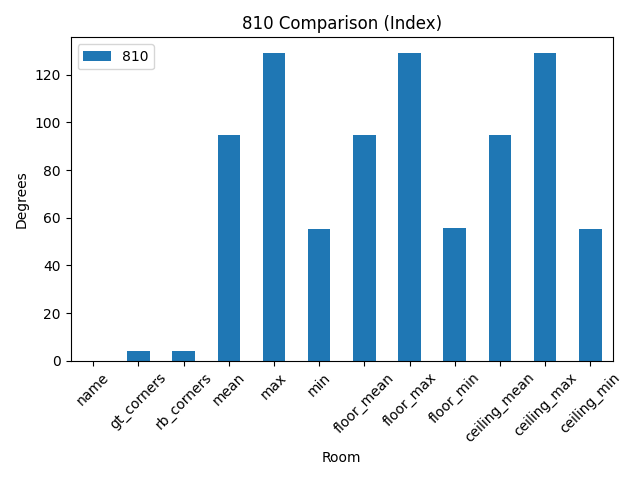 810 Comparison (Index)
810
Degrees
120
100
80
60
40
20
0
name
gt_corners
rb_corners
mean
max
min
floor_mean
floor_max
floor_min
ceiling_mean
ceiling_max
ceiling_min
Room